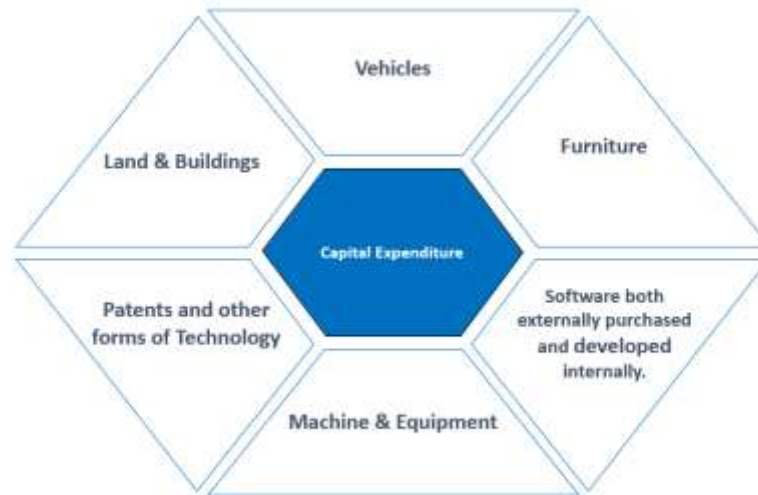 Vehicles
Land & Buildings
Furniture
Capital Expenditure
Patents and other
forms of Technology
Software both
externally purchased
and developed
internally.
Machine & Equipment